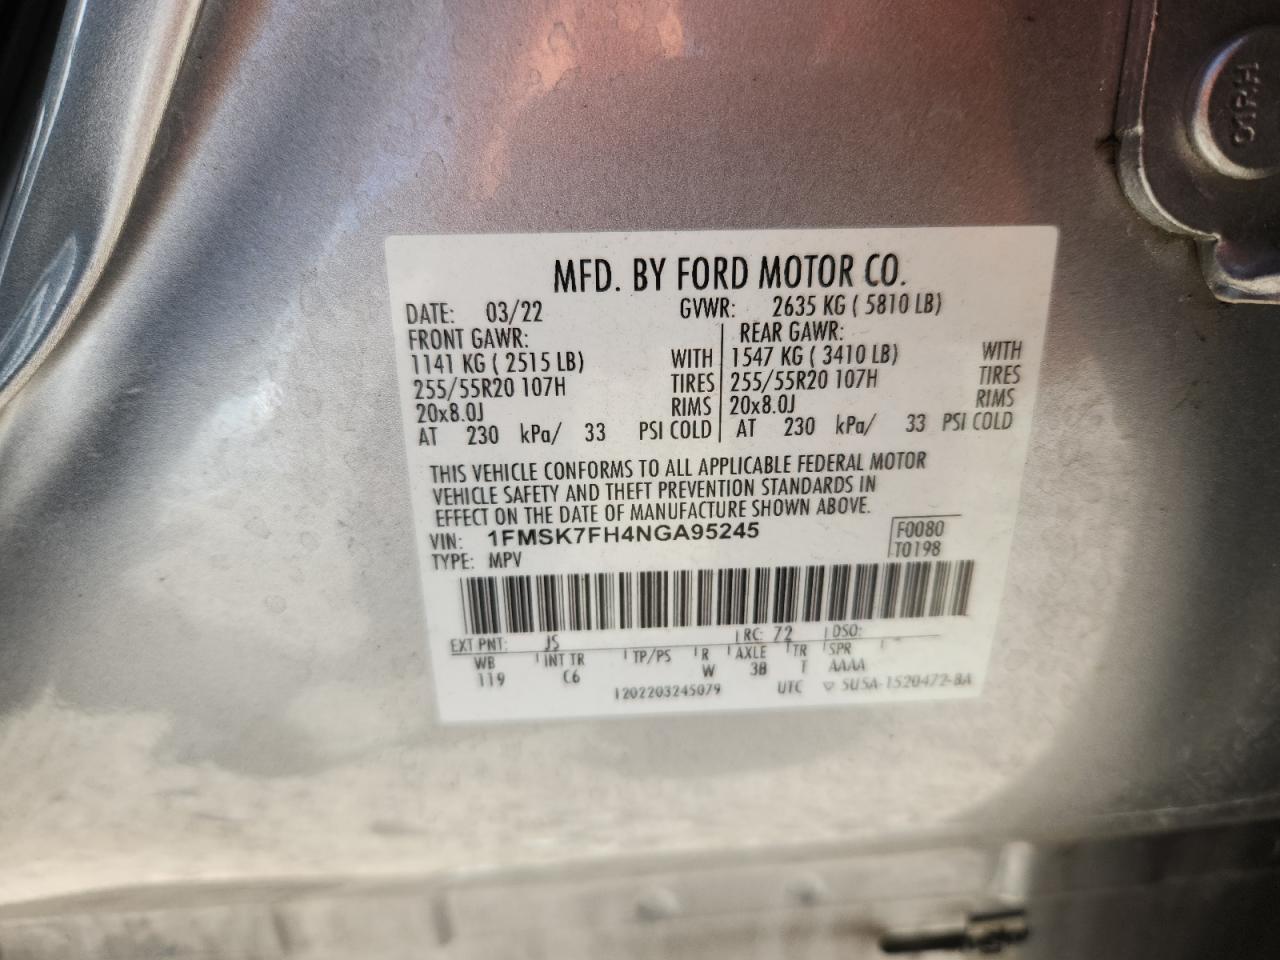 01RH
MFD. BY FORD MOTOR CO.
DATE: 03/22 GVWR: 2635 KG ( 5810 LB)
FRONT GAWR: REAR GAWR:
1141 KG ( 2515 LB) WITH 1547 KG ( 3410 LB) WITH
255/55R20 107H TIRES 255/55R20 107H TIRES
20x8.0J RIMS 20x8.0J RIMS
AT 230 kPa/ 33 PSI COLD AT 230 kPa/ 33 PSI COLD
THIS VEHICLE CONFORMS TO ALL APPLICABLE FEDERAL MOTOR
VEHICLE SAFETY AND THEFT PREVENTION STANDARDS IN
EFFECT ON THE DATE OF MANUFACTURE SHOWN ABOVE.
VIN: 1FMSK7FH4NGA95245 F0080
TYPE: MPV T0198
EXT PNT: JS RC: 72 DSO:
WB INT TR TP/PS R AXLE TR SPR
119 C6 W 3B T AAAA
1202203245079 UTC ▽ 5U5A-1520472-BA